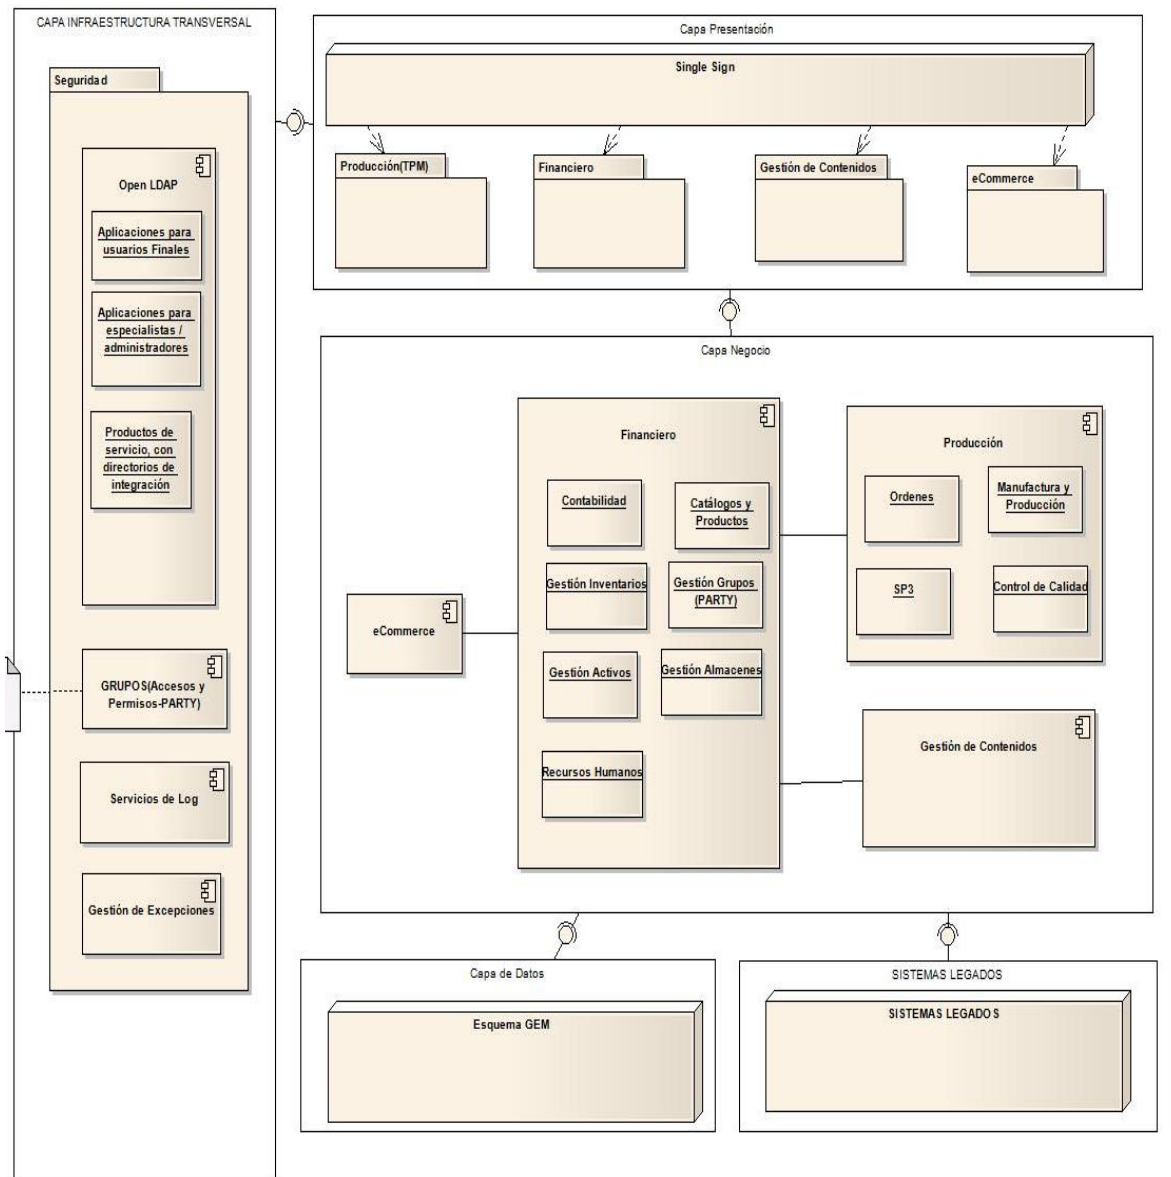 CAPA INFRAESTRUCTURA TRANSVERSAL
Seguridad
Open LDAP
Aplicaciones para
usuarios Finales
Aplicaciones para
especialistas /
administradores
Productos de
servicio, con
directorios de
integración
GRUPOS(Accesos y
Permisos-PARTY)
Servicios de Log
Gestión de Excepciones
Capa Presentación
Single Sign
Producción(TPM)
Financiero
Gestión de Contenidos
eCommerce
Capa Negocio
eCommerce
Financiero
Contabilidad
Catálogos y
Productos
Gestión Inventarios
Gestión Grupos
(PARTY)
Gestión Activos
Gestión Almacenes
Recursos Humanos
Producción
Ordenes
Manufactura y
Producción
SP3
Control de Calidad
Gestión de Contenidos
Capa de Datos
Esquema GEM
SISTEMAS LEGADOS
SISTEMAS LEGADOS